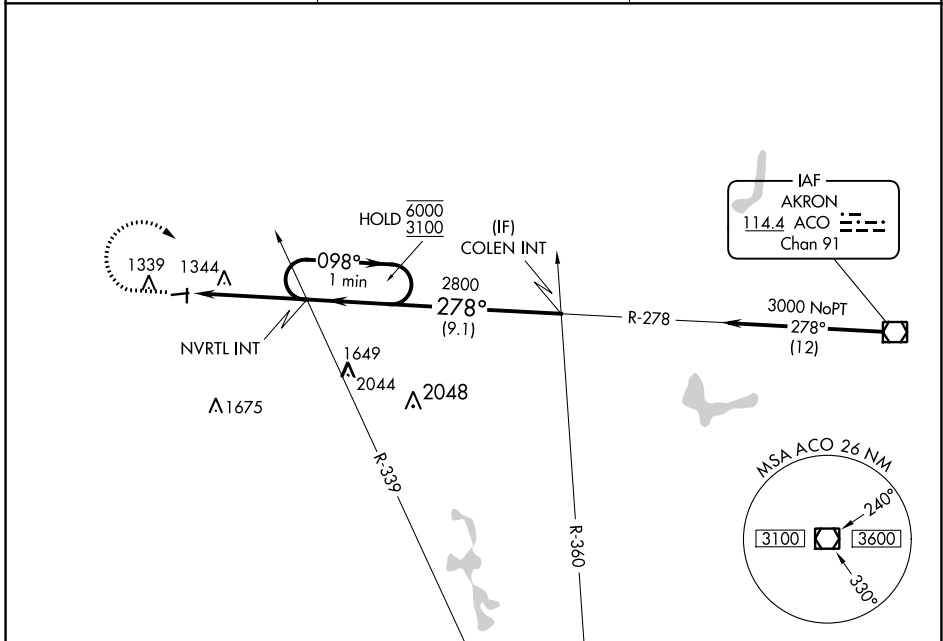 IAF
AKRON
114.4 ACO
Chan 91
HOLD 6000
3100
(IF)
COLEN INT
098°
1 min
2800
278°
(9.1)
1339
1344
R-278
3000 NoPT
278°
(12)
NVRTL INT
1649
2044
2048
1675
R-339
R-360
MSA ACO 26 NM
240°
3100
3600
330°